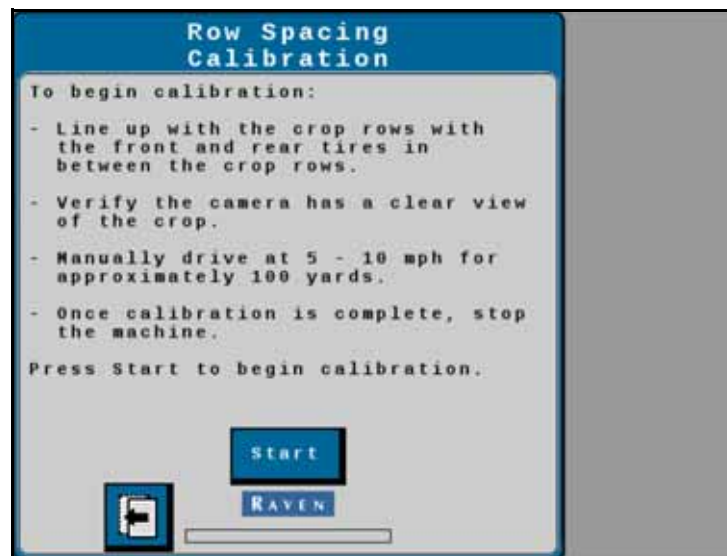 Row Spacing
Calibration
To begin calibration:
- Line up with the crop rows with
the front and rear tires in
between the crop rows.
- Verify the camera has a clear view
of the crop.
- Manually drive at 5 - 10 mph for
approximately 100 yards.
- Once calibration is complete, stop
the machine.
Press Start to begin calibration.
Start
RAVEN